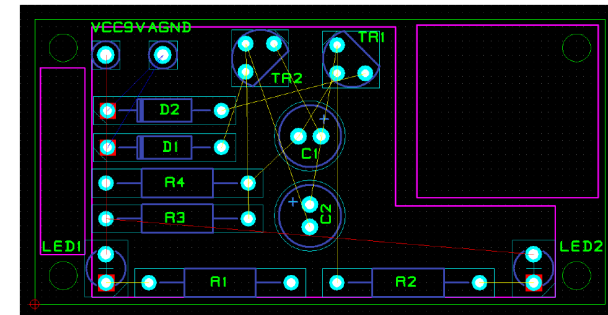 VCC9VAGND
TR1
TR2
D2
D1
C1
R4
R3
C2
LED1
LED2
R1
R2